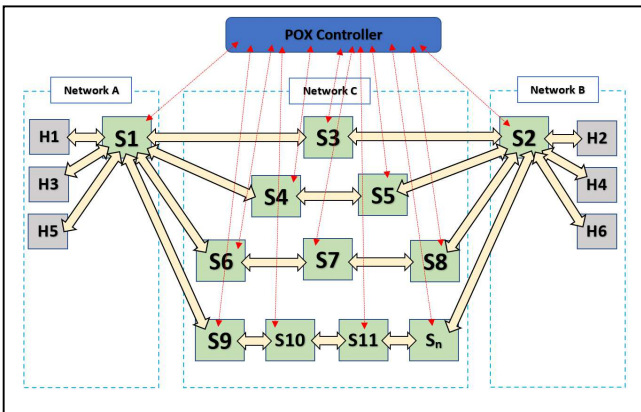 POX Controller
Network A
Network C
Network B
H1
S1
S3
S2
H2
H3
S4
S5
H4
H5
S6
S7
S8
H6
S9
S10
S11
Sn